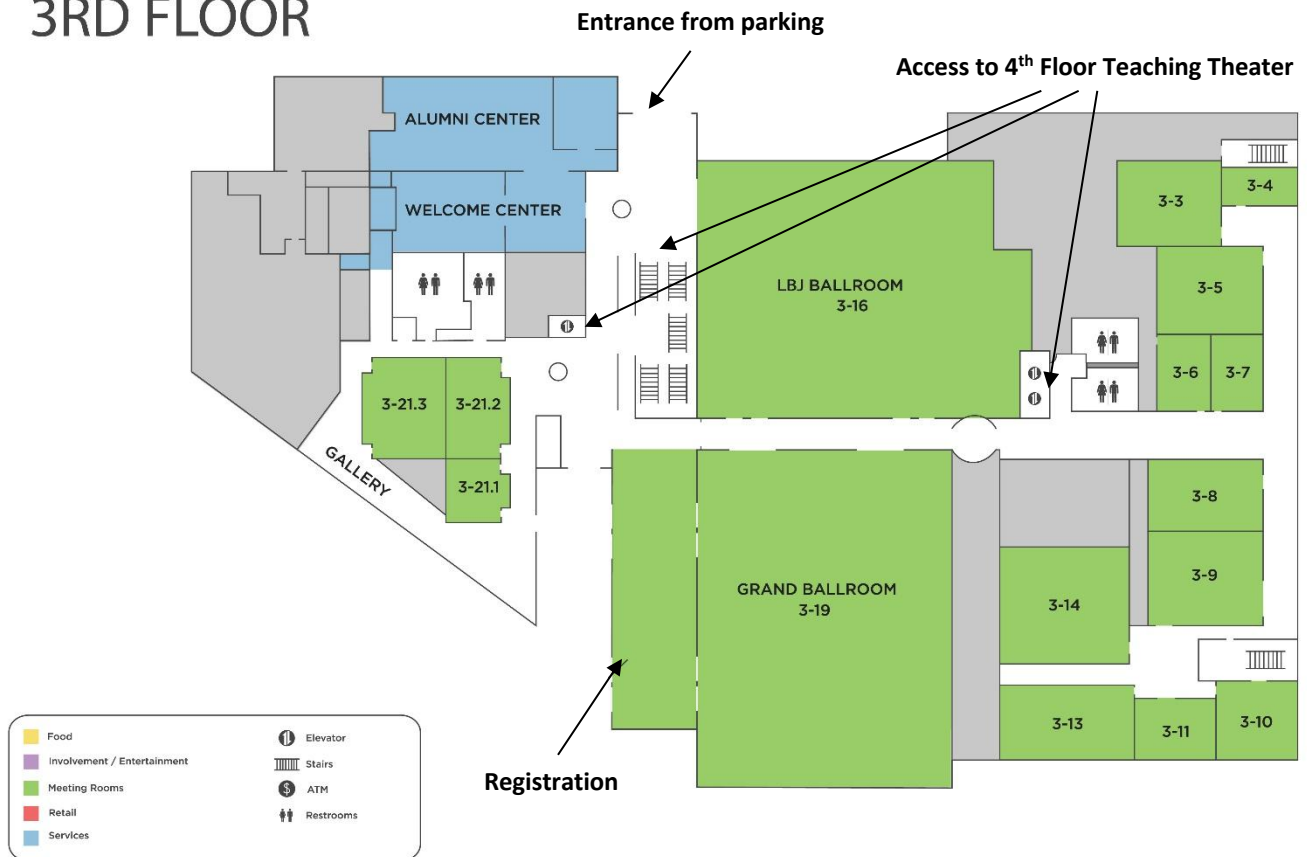 3RD FLOOR
Entrance from parking
Access to 4th Floor Teaching Theater
ALUMNI CENTER
WELCOME CENTER
LBJ BALLROOM
3-16
3-3
3-4
3-5
3-6
3-7
3-21.3
3-21.2
3-21.1
GALLERY
3-8
3-9
GRAND BALLROOM
3-19
3-14
3-13
3-11
3-10
Registration
Food
Involvement / Entertainment
Meeting Rooms
Retail
Services
Elevator
Stairs
$ ATM
Restrooms